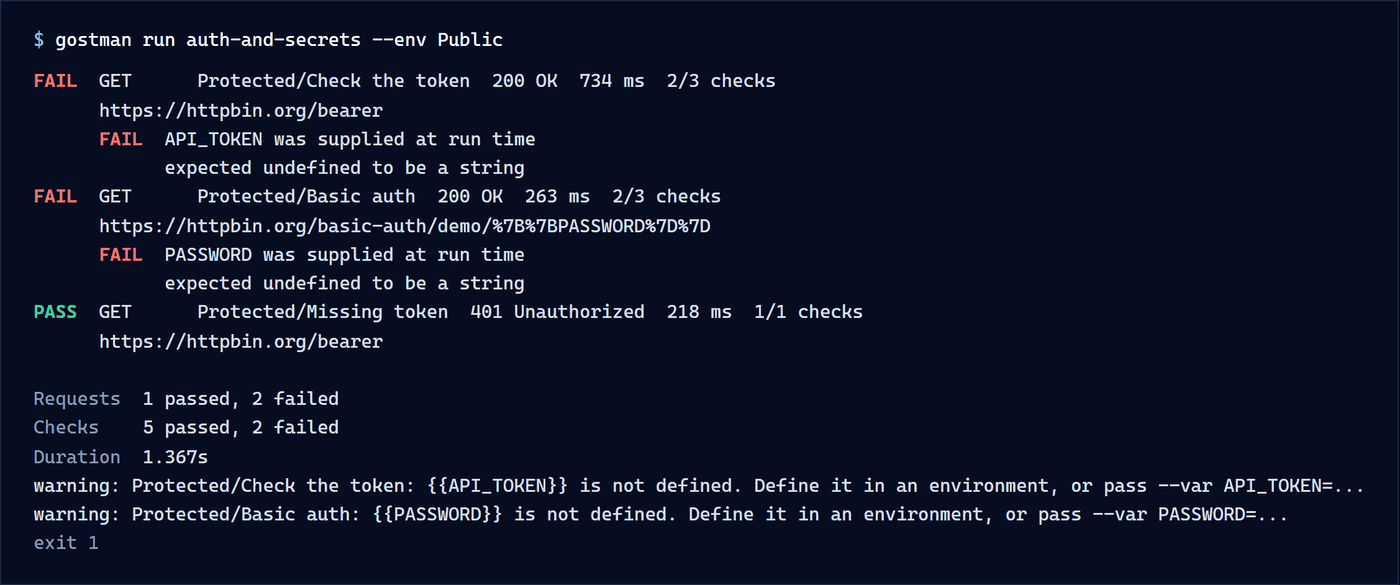 $ gostman run auth-and-secrets --env Public
FAIL  GET      Protected/Check the token  200 OK  734 ms  2/3 checks
      https://httpbin.org/bearer
      FAIL  API_TOKEN was supplied at run time
            expected undefined to be a string
FAIL  GET      Protected/Basic auth  200 OK  263 ms  2/3 checks
      https://httpbin.org/basic-auth/demo/%7B%7BPASSWORD%7D%7D
      FAIL  PASSWORD was supplied at run time
            expected undefined to be a string
PASS  GET      Protected/Missing token  401 Unauthorized  218 ms  1/1 checks
      https://httpbin.org/bearer
Requests  1 passed, 2 failed
Checks    5 passed, 2 failed
Duration  1.367s
warning: Protected/Check the token: {{API_TOKEN}} is not defined. Define it in an environment, or pass --var API_TOKEN=...
warning: Protected/Basic auth: {{PASSWORD}} is not defined. Define it in an environment, or pass --var PASSWORD=...
exit 1